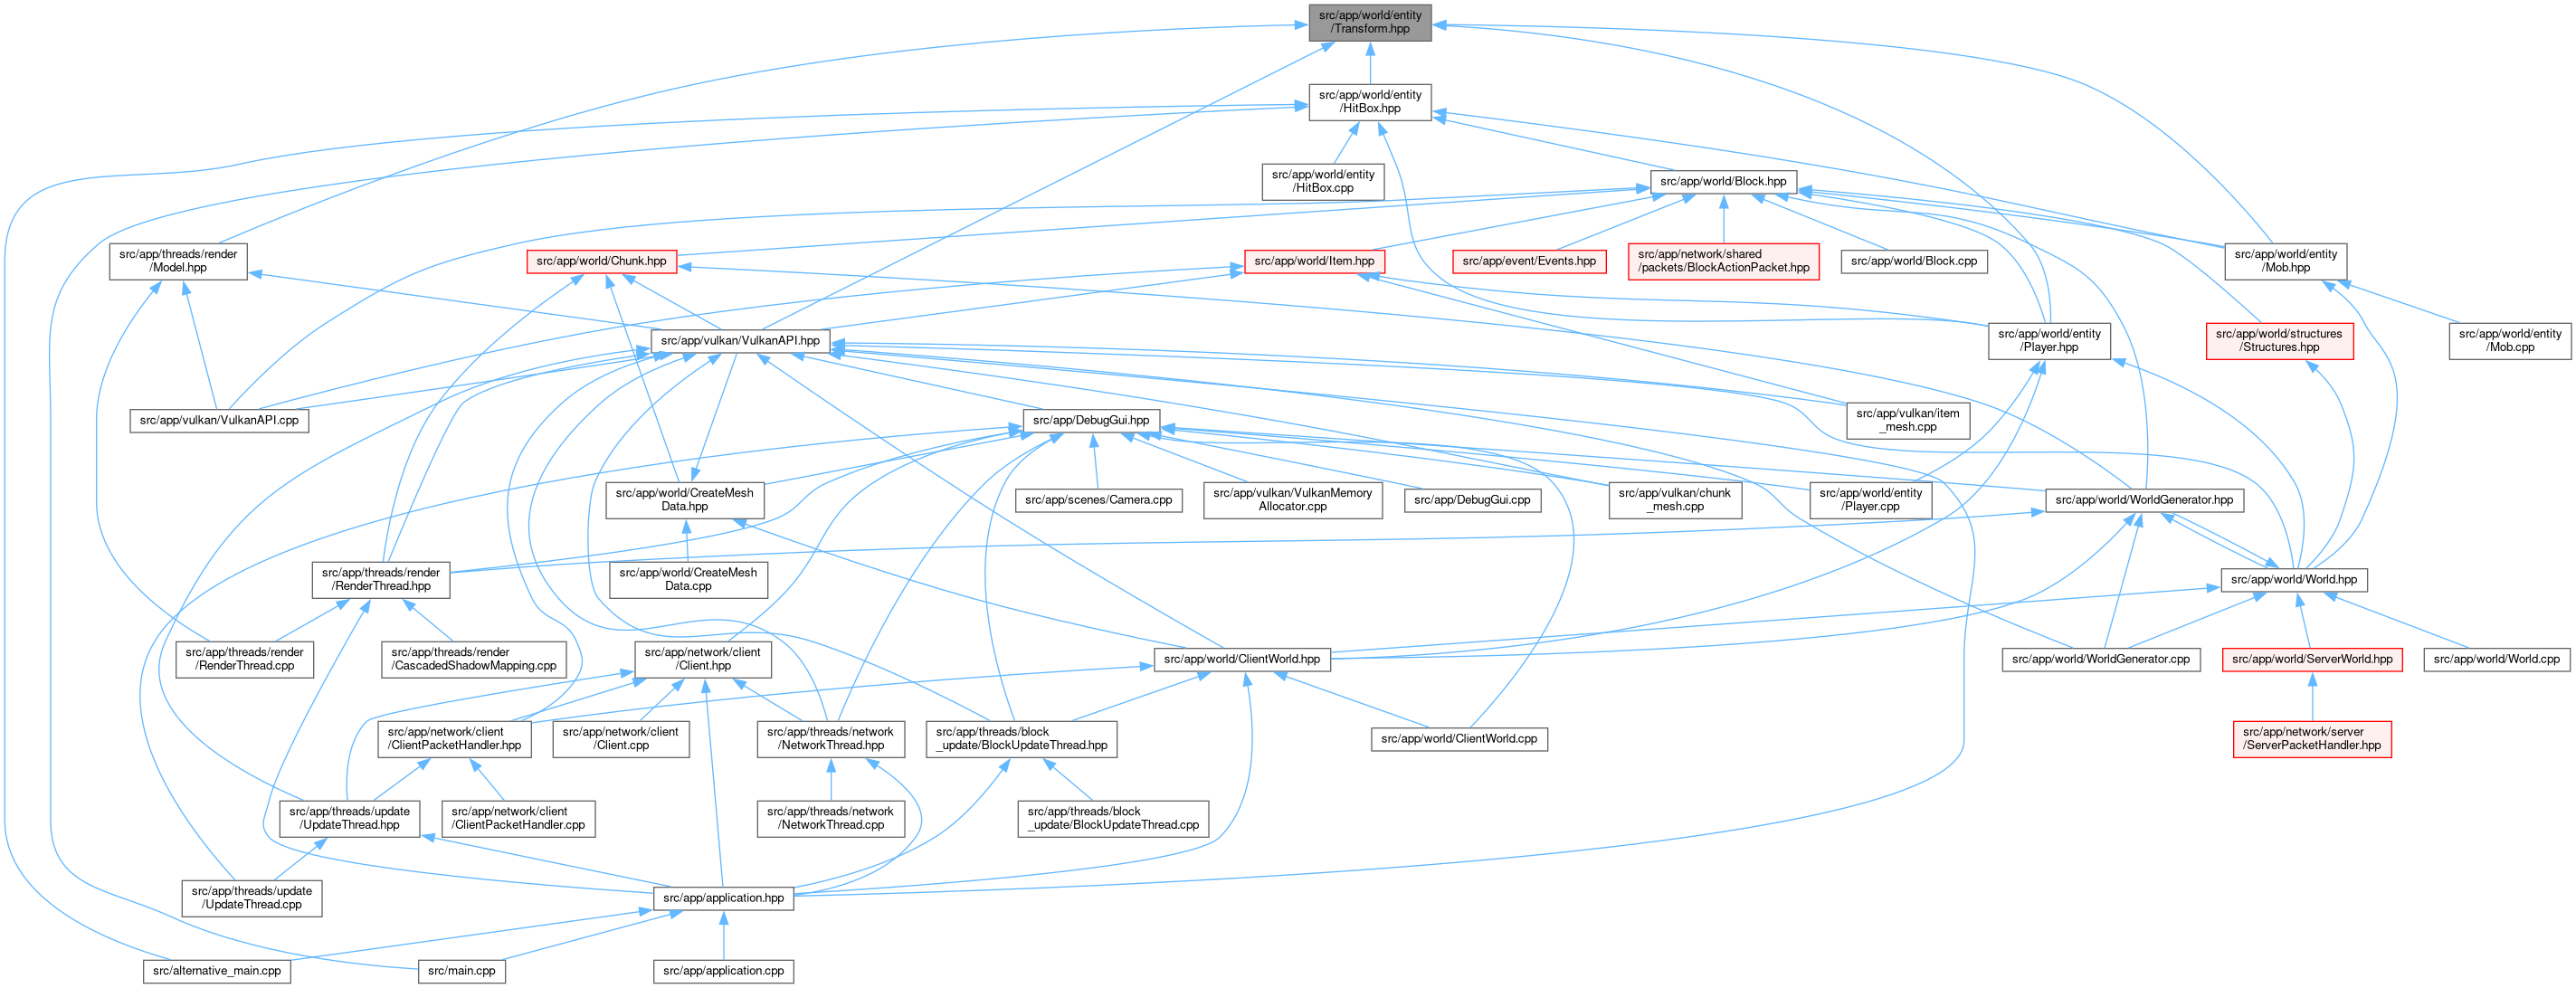 src/app/world/entity
/Transform.hpp
src/app/world/entity
/HitBox.hpp
src/app/world/entity
/HitBox.cpp
src/app/world/Block.hpp
src/app/threads/render
/Model.hpp
src/app/world/Chunk.hpp
src/app/world/Item.hpp
src/app/event/Events.hpp
src/app/network/shared
/packets/BlockActionPacket.hpp
src/app/world/Block.cpp
src/app/world/entity
/Mob.hpp
src/app/vulkan/VulkanAPI.hpp
src/app/world/entity
/Player.hpp
src/app/world/structures
/Structures.hpp
src/app/world/entity
/Mob.cpp
src/app/vulkan/VulkanAPI.cpp
src/app/DebugGui.hpp
src/app/vulkan/item
_mesh.cpp
src/app/world/CreateMesh
Data.hpp
src/app/scenes/Camera.cpp
src/app/vulkan/VulkanMemory
Allocator.cpp
src/app/DebugGui.cpp
src/app/vulkan/chunk
_mesh.cpp
src/app/world/entity
/Player.cpp
src/app/world/WorldGenerator.hpp
src/app/threads/render
/RenderThread.hpp
src/app/world/CreateMesh
Data.cpp
src/app/world/World.hpp
src/app/threads/render
/RenderThread.cpp
src/app/threads/render
/CascadedShadowMapping.cpp
src/app/network/client
/Client.hpp
src/app/world/ClientWorld.hpp
src/app/world/WorldGenerator.cpp
src/app/world/ServerWorld.hpp
src/app/world/World.cpp
src/app/network/client
/ClientPacketHandler.hpp
src/app/network/client
/Client.cpp
src/app/threads/network
/NetworkThread.hpp
src/app/threads/block
_update/BlockUpdateThread.hpp
src/app/world/ClientWorld.cpp
src/app/network/server
/ServerPacketHandler.hpp
src/app/threads/update
/UpdateThread.hpp
src/app/network/client
/ClientPacketHandler.cpp
src/app/threads/network
/NetworkThread.cpp
src/app/threads/block
_update/BlockUpdateThread.cpp
src/app/threads/update
/UpdateThread.cpp
src/app/application.hpp
src/alternative_main.cpp
src/main.cpp
src/app/application.cpp